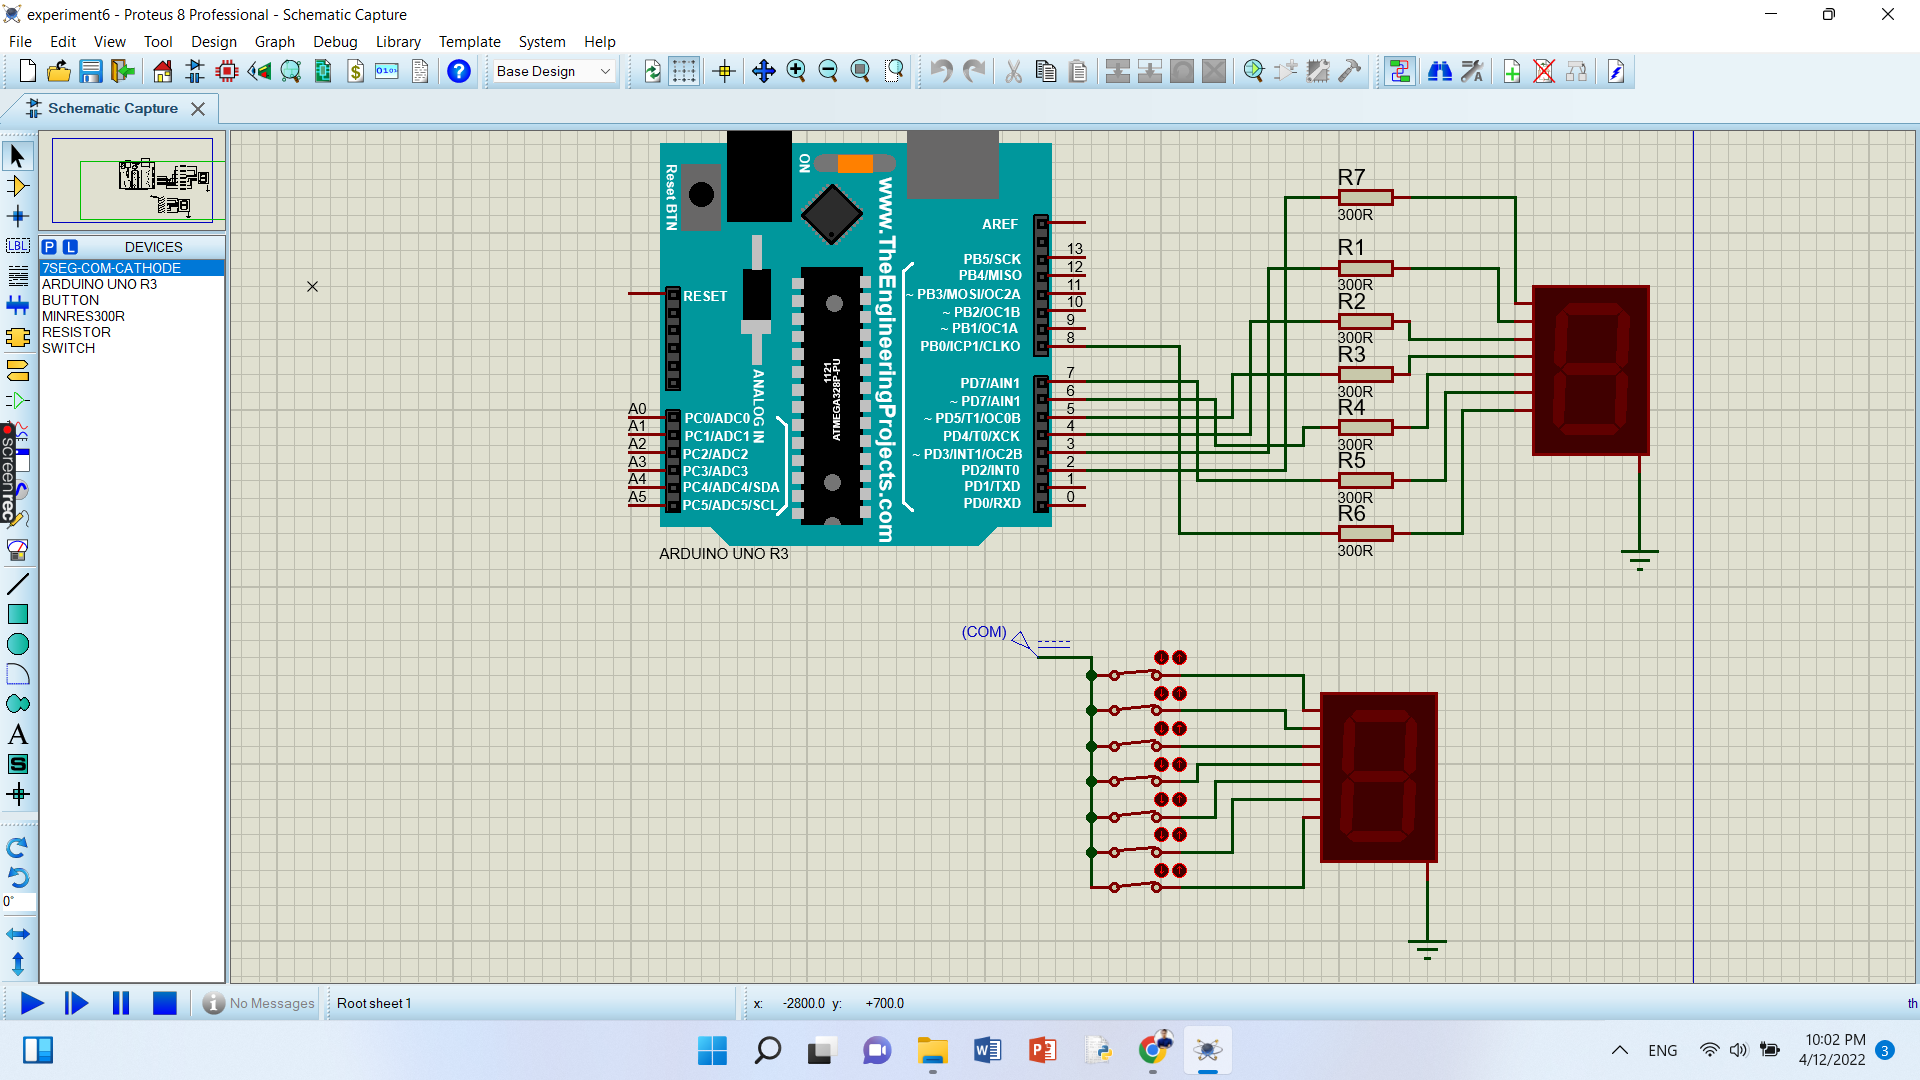 experiment6 - Proteus 8 Professional - Schematic Capture
File Edit View Tool Design Graph Debug Library Template System Help
$ 0101 ? Base Design
Schematic Capture
P L DEVICES
7SEG-COM-CATHODE
ARDUINO UNO R3
BUTTON
MINRES300R
RESISTOR
SWITCH
LBL
screenrec
A
S
0°
Reset BTN
ON
www.TheEngineeringProjects.com
RESET
ANALOG IN
1121
ATMEGA328P-PU
AREF
PB5/SCK 13
PB4/MISO 12
~ PB3/MOSI/OC2A 11
~ PB2/OC1B 10
~ PB1/OC1A 9
PB0/ICP1/CLKO 8
PD7/AIN1 7
~ PD7/AIN1 6
~ PD5/T1/OC0B 5
PD4/T0/XCK 4
~ PD3/INT1/OC2B 3
PD2/INT0 2
PD1/TXD 1
PD0/RXD 0
A0 PC0/ADC0
A1 PC1/ADC1
A2 PC2/ADC2
A3 PC3/ADC3
A4 PC4/ADC4/SDA
A5 PC5/ADC5/SCL
ARDUINO UNO R3
R7
300R
R1
300R
R2
300R
R3
300R
R4
300R
R5
300R
R6
300R
(COM)
No Messages Root sheet 1 x: -2800.0 y: +700.0 th
ENG
10:02 PM
4/12/2022 3